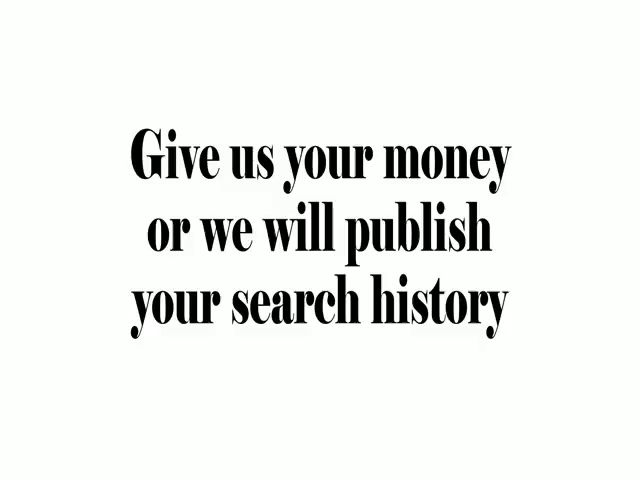 Give us your money
or we will publish
your search history